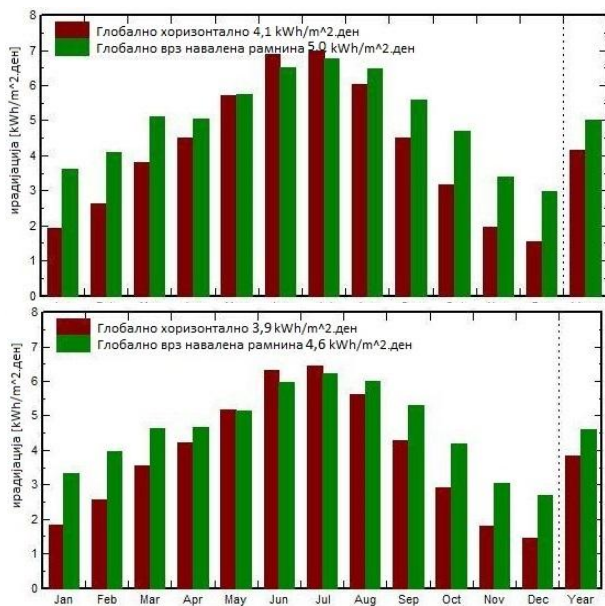 8
7
6
5
4
3
2
1
0
ирадијација [kWh/m^2.ден]
Глобално хоризонтално 4,1 kWh/m^2.ден
Глобално врз навалена рамнина 5,0 kWh/m^2.ден
8
7
6
5
4
3
2
1
0
ирадијација [kWh/m^2.ден]
Глобално хоризонтално 3,9 kWh/m^2.ден
Глобално врз навалена рамнина 4,6 kWh/m^2.ден
Jan Feb Mar Apr May Jun Jul Aug Sep Oct Nov Dec Year